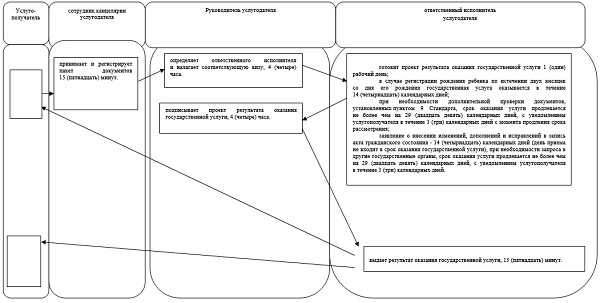 Услуго-
получатель
сотрудник канцелярии
услугодателя
Руководитель услугодателя
ответственный исполнитель
услугодателя
принимает и регистрирует
пакет документов
15 (пятнадцать) минут.
определяет ответственного исполнителя
и налагает соответствующую визу, 4 (четыре)
часа.
подписывает проект результата оказания
государственной услуги, 4 (четыре) часа.
готовит проект результата оказания государственной услуги 1 (один)
рабочий день;
в случае регистрации рождения ребенка по истечении двух месяцев
со дня его рождения государственная услуга оказывается в течение
14 (четырнадцать) календарных дней;
при необходимости дополнительной проверки документов,
установленных пунктом 9 Стандарта, срок оказания услуги продлевается
не более чем на 29 (двадцать девять) календарных дней, с уведомлением
услугополучателя в течение 3 (три) календарных дней с момента продления срока
рассмотрения;
заявление о внесении изменений, дополнений и исправлений в запись
акта гражданского состояния - 14 (четырнадцать) календарных дней (день приема
не входит в срок оказания государственной услуги), при необходимости запроса в
другие государственные органы, срок оказания услуги продлевается не более чем
на 29 (двадцать девять) календарных дней, с уведомлением услугополучателя
в течение 3 (три) календарных дней.
выдает результат оказания государственной услуги, 15 (пятнадцать) минут.